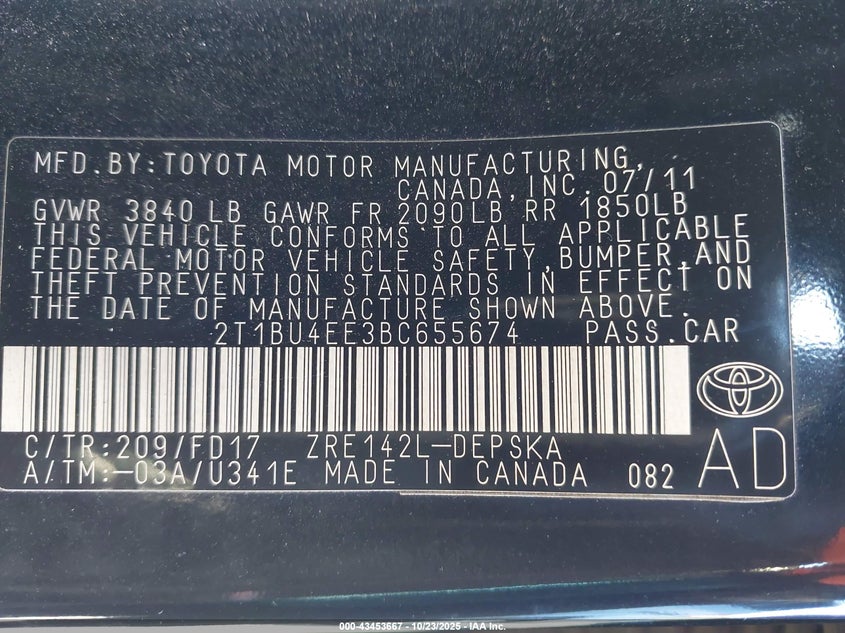 MFD.BY:TOYOTA MOTOR MANUFACTURING,
CANADA,INC. 07/11
GVWR 3840 LB GAWR FR 2090LB RR 1850LB
THIS VEHICLE CONFORMS TO ALL APPLICABLE
FEDERAL MOTOR VEHICLE SAFETY,BUMPER,AND
THEFT PREVENTION STANDARDS IN EFFECT ON
THE DATE OF MANUFACTURE SHOWN ABOVE.
2T1BU4EE3BC655674 PASS.CAR
C/TR:209/FD17 ZRE142L-DEPSKA
A/TM:-03A/U341E MADE IN CANADA 082
AD
000-43453667 - 10/23/2025 - IAA Inc.